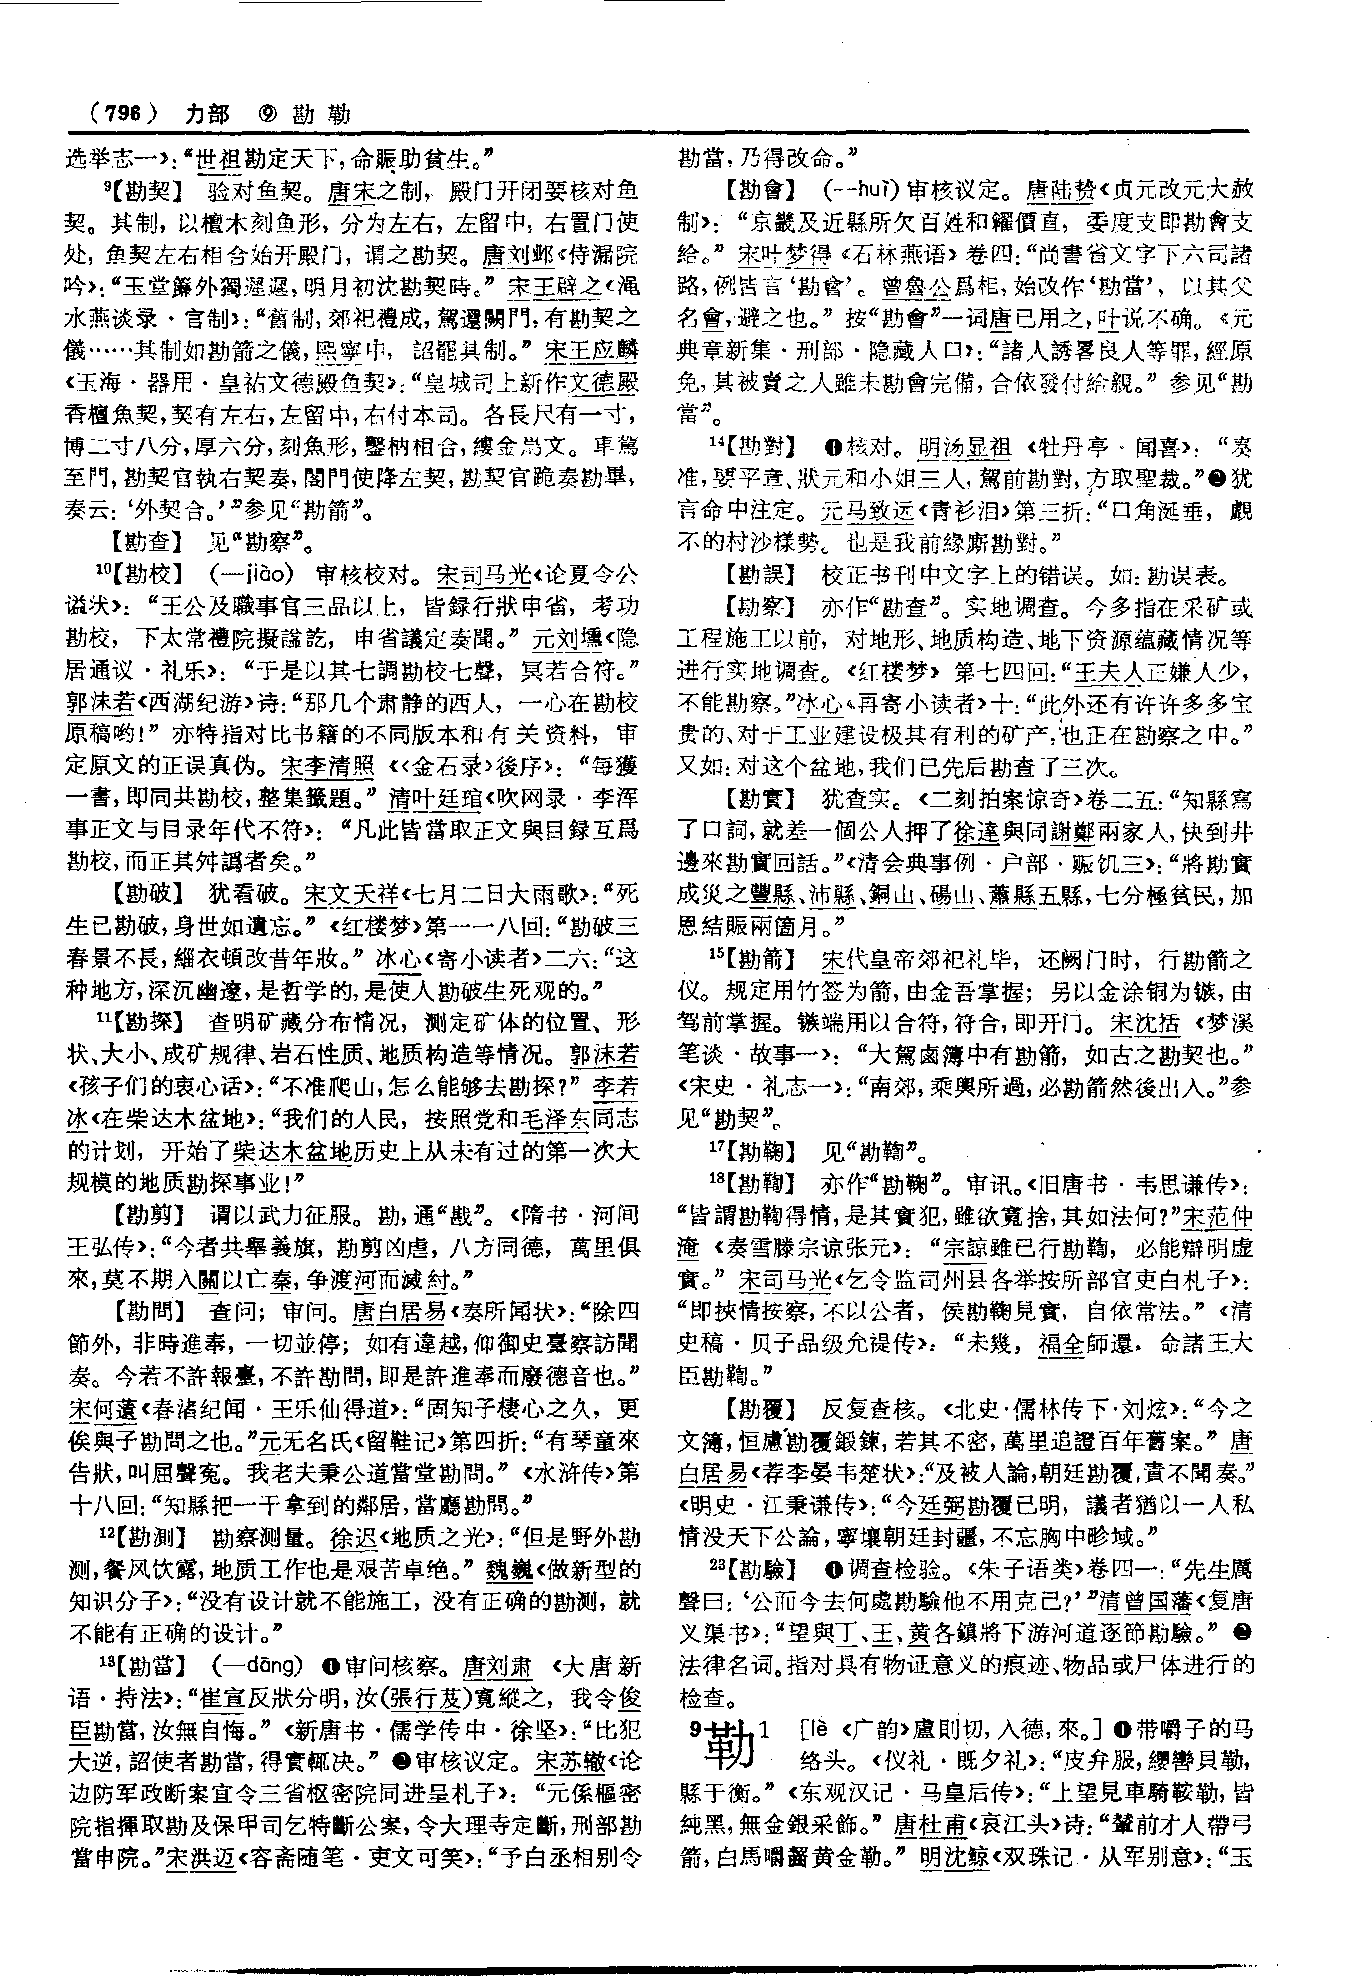 （796） 力部 ⑨ 勘 勒
选举志一》：“世祖勘定天下，命賑助貧生。”
⁹【勘契】 验对鱼契。唐宋之制，殿门开闭要核对鱼
契。其制，以檀木刻鱼形，分为左右，左留中，右置门使
处，鱼契左右相合始开殿门，谓之勘契。唐刘邺《侍漏院
吟》：“玉堂簾外獨遲遲，明月初沈勘契時。” 宋王辟之《渑
水燕谈录·官制》：“舊制，郊祀禮成，駕還闕門，有勘契之
儀……其制如勘箭之儀，熙寧中，詔罷其制。” 宋王应麟
《玉海·器用·皇祐文德殿鱼契》：“皇城司上新作文德殿
香檀魚契，契有左右，左留中，右付本司。各長尺有一寸，
博二寸八分，厚六分，刻魚形，鑿枘相合，縷金爲文。車駕
至門，勘契官執右契奏，閤門使降左契，勘契官跪奏勘畢，
奏云：‘外契合。’”参见“勘箭”。
【勘查】 见“勘察”。
¹⁰【勘校】 （—jiào） 审核校对。宋司马光《论夏令公
谥状》：“王公及職事官三品以上，皆録行狀申省，考功
勘校，下太常禮院擬謚訖，申省議定奏聞。” 元刘壎《隐
居通议·礼乐》：“于是以其七調勘校七聲，冥若合符。”
郭沫若《西湖纪游》诗：“那几个肃静的西人，一心在勘校
原稿哟！” 亦特指对比书籍的不同版本和有关资料，审
定原文的正误真伪。宋李清照《〈金石录〉後序》：“每獲
一書，即同共勘校，整集籤題。” 清叶廷琯《吹网录·李浑
事正文与目录年代不符》：“凡此皆當取正文與目録互爲
勘校，而正其舛譌者矣。”
【勘破】 犹看破。宋文天祥《七月二日大雨歌》：“死
生已勘破，身世如遺忘。” 《红楼梦》第一一八回：“勘破三
春景不長，緇衣頓改昔年妝。” 冰心《寄小读者》二六：“这
种地方，深沉幽邃，是哲学的，是使人勘破生死观的。”
¹¹【勘探】 查明矿藏分布情况，测定矿体的位置、形
状、大小、成矿规律、岩石性质、地质构造等情况。郭沫若
《孩子们的衷心话》：“不准爬山，怎么能够去勘探？” 李若
冰《在柴达木盆地》：“我们的人民，按照党和毛泽东同志
的计划，开始了柴达木盆地历史上从未有过的第一次大
规模的地质勘探事业！”
【勘剪】 谓以武力征服。勘，通“戡”。《隋书·河间
王弘传》：“今者共舉義旗，勘剪凶虐，八方同德，萬里俱
來，莫不期入關以亡秦，争渡河而滅紂。”
【勘問】 查问；审问。唐白居易《奏所闻状》：“除四
節外，非時進奉，一切並停；如有違越，仰御史臺察訪聞
奏。今若不許報臺，不許勘問，即是許進奉而廢德音也。”
宋何薳《春渚纪闻·王乐仙得道》：“固知子棲心之久，更
俟與子勘問之也。”元无名氏《留鞋记》第四折：“有琴童來
告狀，叫屈聲冤。我老夫秉公道當堂勘問。” 《水浒传》第
十八回：“知縣把一干拿到的鄰居，當廳勘問。”
¹²【勘測】 勘察测量。徐迟《地质之光》：“但是野外勘
测，餐风饮露，地质工作也是艰苦卓绝。” 魏巍《做新型的
知识分子》：“没有设计就不能施工，没有正确的勘测，就
不能有正确的设计。”
¹³【勘當】 （—dāng） ❶审问核察。唐刘肃《大唐新
语·持法》：“崔宣反狀分明，汝（張行岌）寬縱之，我令俊
臣勘當，汝無自悔。” 《新唐书·儒学传中·徐坚》：“比犯
大逆，詔使者勘當，得實輒决。” ❷审核议定。宋苏辙《论
边防军政断案宜令三省枢密院同进呈札子》：“元係樞密
院指揮取勘及保甲司乞特斷公案，令大理寺定斷，刑部勘
當申院。”宋洪迈《容斋随笔·吏文可笑》：“予白丞相别令
勘當，乃得改命。”
【勘會】 （--huì）审核议定。唐陆贽《贞元改元大赦
制》：“京畿及近縣所欠百姓和糴價直，委度支即勘會支
給。” 宋叶梦得《石林燕语》卷四：“尚書省文字下六司諸
路，例皆言‘勘會’。曾魯公爲相，始改作‘勘當’，以其父
名會，避之也。” 按“勘會”一词唐已用之，叶说不确。《元
典章新集·刑部·隐藏人口》：“諸人誘畧良人等罪，經原
免，其被賣之人雖未勘會完備，合依發付給親。” 参见“勘
當”。
¹⁴【勘對】 ❶核对。明汤显祖《牡丹亭·闻喜》：“奏
准，要平章、狀元和小姐三人，駕前勘對，方取聖裁。”❷犹
言命中注定。元马致远《青衫泪》第三折：“口角涎垂，覷
不的村沙樣勢。也是我前緣廝勘對。”
【勘誤】 校正书刊中文字上的错误。如：勘误表。
【勘察】 亦作“勘查”。实地调查。今多指在采矿或
工程施工以前，对地形、地质构造、地下资源蕴藏情况等
进行实地调查。《红楼梦》第七四回：“王夫人正嫌人少，
不能勘察。”冰心《再寄小读者》十：“此外还有许许多多宝
贵的、对于工业建设极其有利的矿产，也正在勘察之中。”
又如：对这个盆地，我们已先后勘查了三次。
【勘實】 犹查实。《二刻拍案惊奇》卷二五：“知縣寫
了口詞，就差一個公人押了徐達與同謝鄭兩家人，快到井
邊來勘實回話。”《清会典事例·户部·赈饥三》：“將勘實
成災之豐縣、沛縣、銅山、碭山、蕭縣五縣，七分極貧民，加
恩結賑兩箇月。”
¹⁵【勘箭】 宋代皇帝郊祀礼毕，还阙门时，行勘箭之
仪。规定用竹签为箭，由金吾掌握；另以金涂铜为镞，由
驾前掌握。镞端用以合符，符合，即开门。宋沈括《梦溪
笔谈·故事一》：“大駕鹵簿中有勘箭，如古之勘契也。”
《宋史·礼志一》：“南郊，乘輿所過，必勘箭然後出入。”参
见“勘契”。
¹⁷【勘鞠】 见“勘鞫”。
¹⁸【勘鞫】 亦作“勘鞠”。审讯。《旧唐书·韦思谦传》：
“皆謂勘鞫得情，是其實犯，雖欲寬捨，其如法何？”宋范仲
淹《奏雪滕宗谅张元》：“宗諒雖已行勘鞫，必能辯明虚
實。” 宋司马光《乞令监司州县各举按所部官吏白札子》：
“即挾情按察，不以公者，侯勘鞫見實，自依常法。” 《清
史稿·贝子品级允禔传》：“未幾，福全師還，命諸王大
臣勘鞫。”
【勘覆】 反复查核。《北史·儒林传下·刘炫》：“今之
文簿，恒慮勘覆鍛鍊，若其不密，萬里追證百年舊案。” 唐
白居易《荐李晏韦楚状》：“及被人論，朝廷勘覆，責不聞奏。”
《明史·江秉谦传》：“今廷弼勘覆已明，議者猶以一人私
情没天下公論，寧壞朝廷封疆，不忘胸中畛域。”
²³【勘驗】 ❶调查检验。《朱子语类》卷四一：“先生厲
聲曰：‘公而今去何處勘驗他不用克己？’”清曾国藩《复唐
义渠书》：“望與丁、王、黄各鎮將下游河道逐節勘驗。” ❷
法律名词。指对具有物证意义的痕迹、物品或尸体进行的
检查。
⁹勒¹ ［lè 《广韵》盧則切，入德，來。］❶带嚼子的马
络头。《仪礼·既夕礼》：“皮弁服，纓轡貝勒，
縣于衡。” 《东观汉记·马皇后传》：“上望見車騎鞍勒，皆
純黑，無金銀采飾。” 唐杜甫《哀江头》诗：“輦前才人帶弓
箭，白馬嚼齧黄金勒。” 明沈鲸《双珠记·从军别意》：“玉